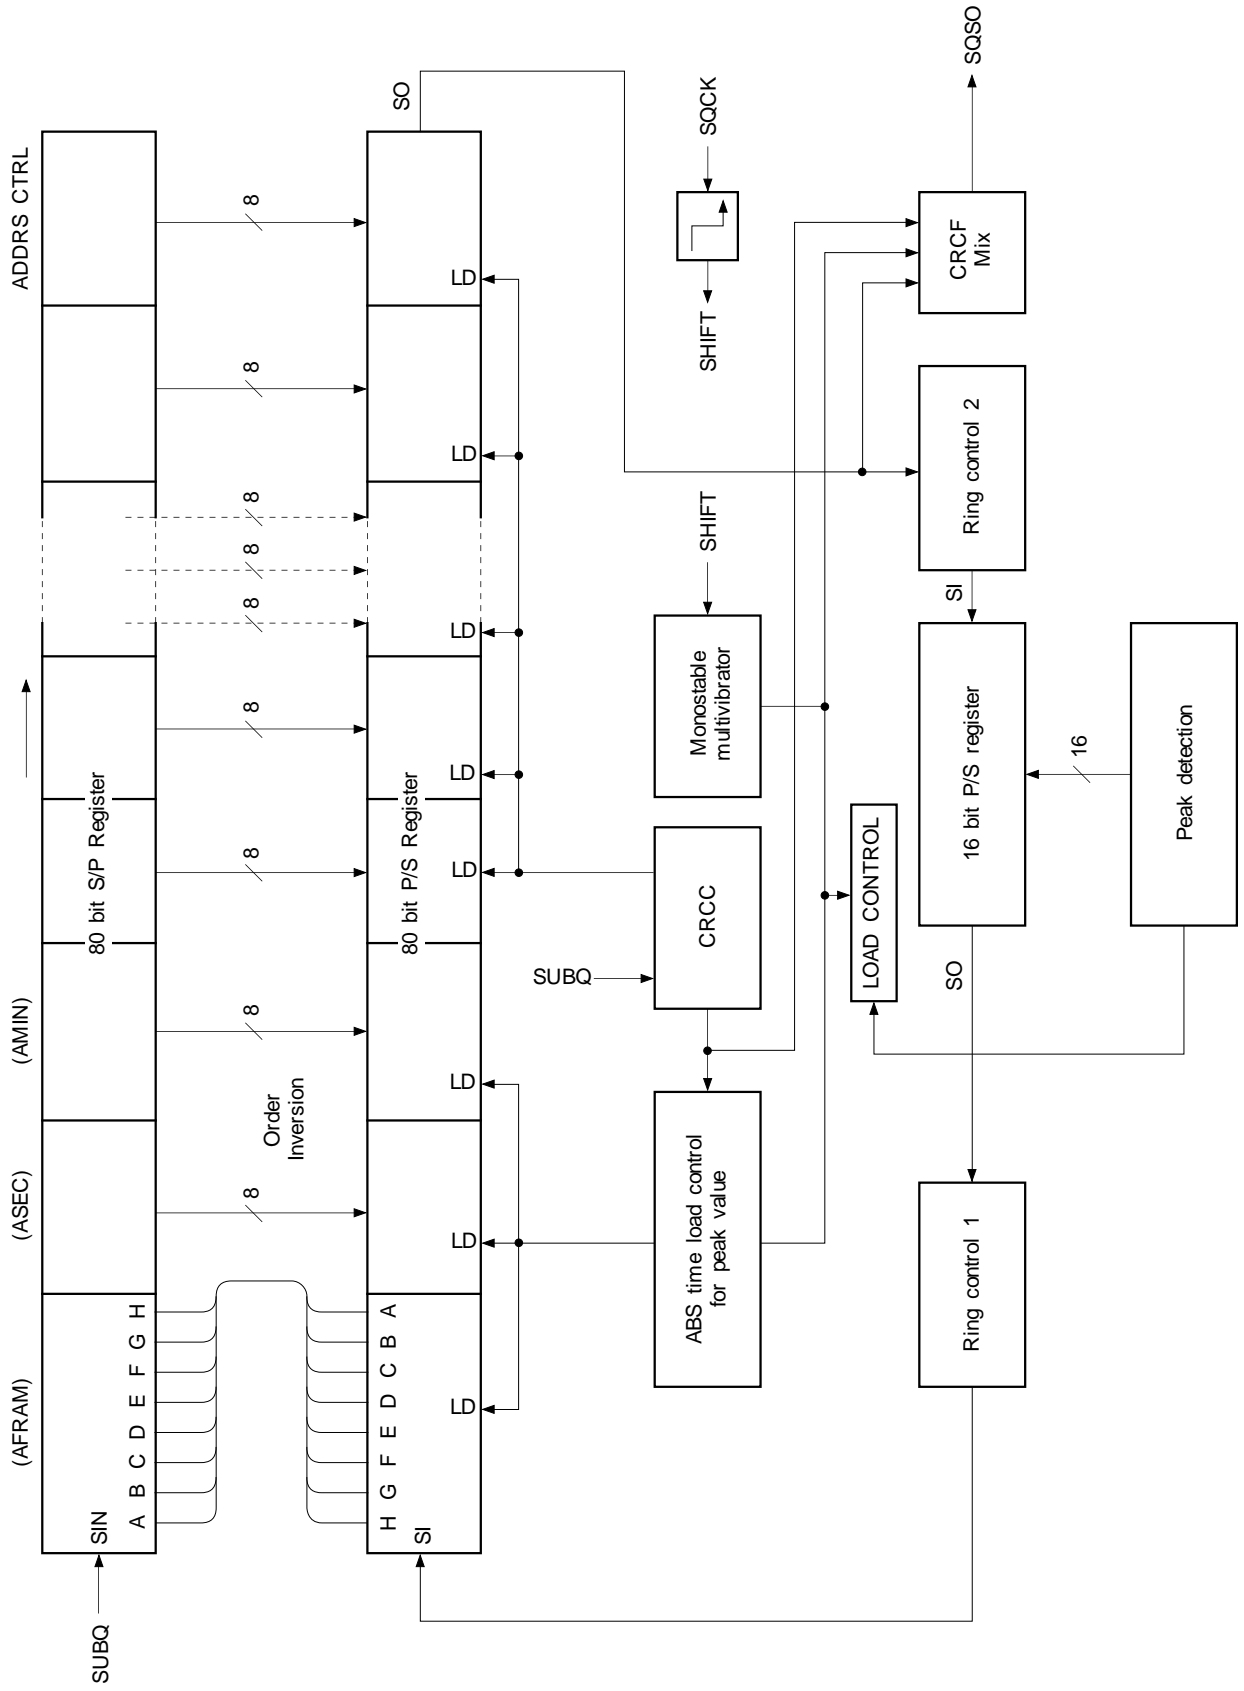 (AFRAM)
(ASEC)
(AMIN)
ADDRS CTRL
SUBQ
SIN
A B C D E F G H
80 bit S/P Register
8
8
8
8
8
8
8
8
8
Order
Inversion
SI
H G F E D C B A
80 bit P/S Register
SO
LD
LD
LD
LD
LD
LD
LD
LD
SUBQ
ABS time load control
for peak value
CRCC
Monostable
multivibrator
SHIFT
SHIFT
SQCK
LOAD CONTROL
Ring control 1
SO
16 bit P/S register
SI
Ring control 2
CRCF
Mix
SQSO
16
Peak detection